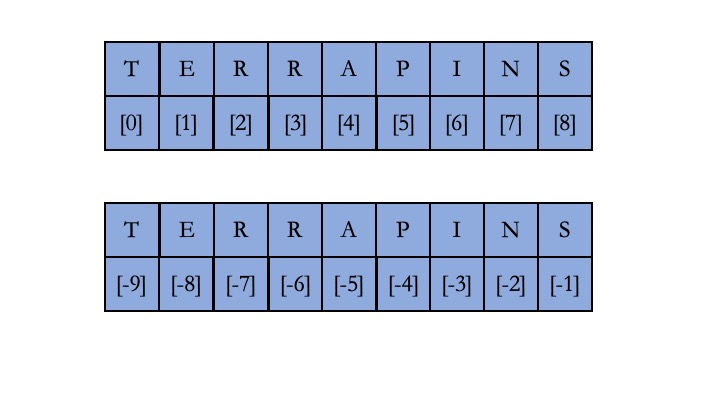 T E R R A P I N S
[0] [1] [2] [3] [4] [5] [6] [7] [8]
T E R R A P I N S
[-9] [-8] [-7] [-6] [-5] [-4] [-3] [-2] [-1]